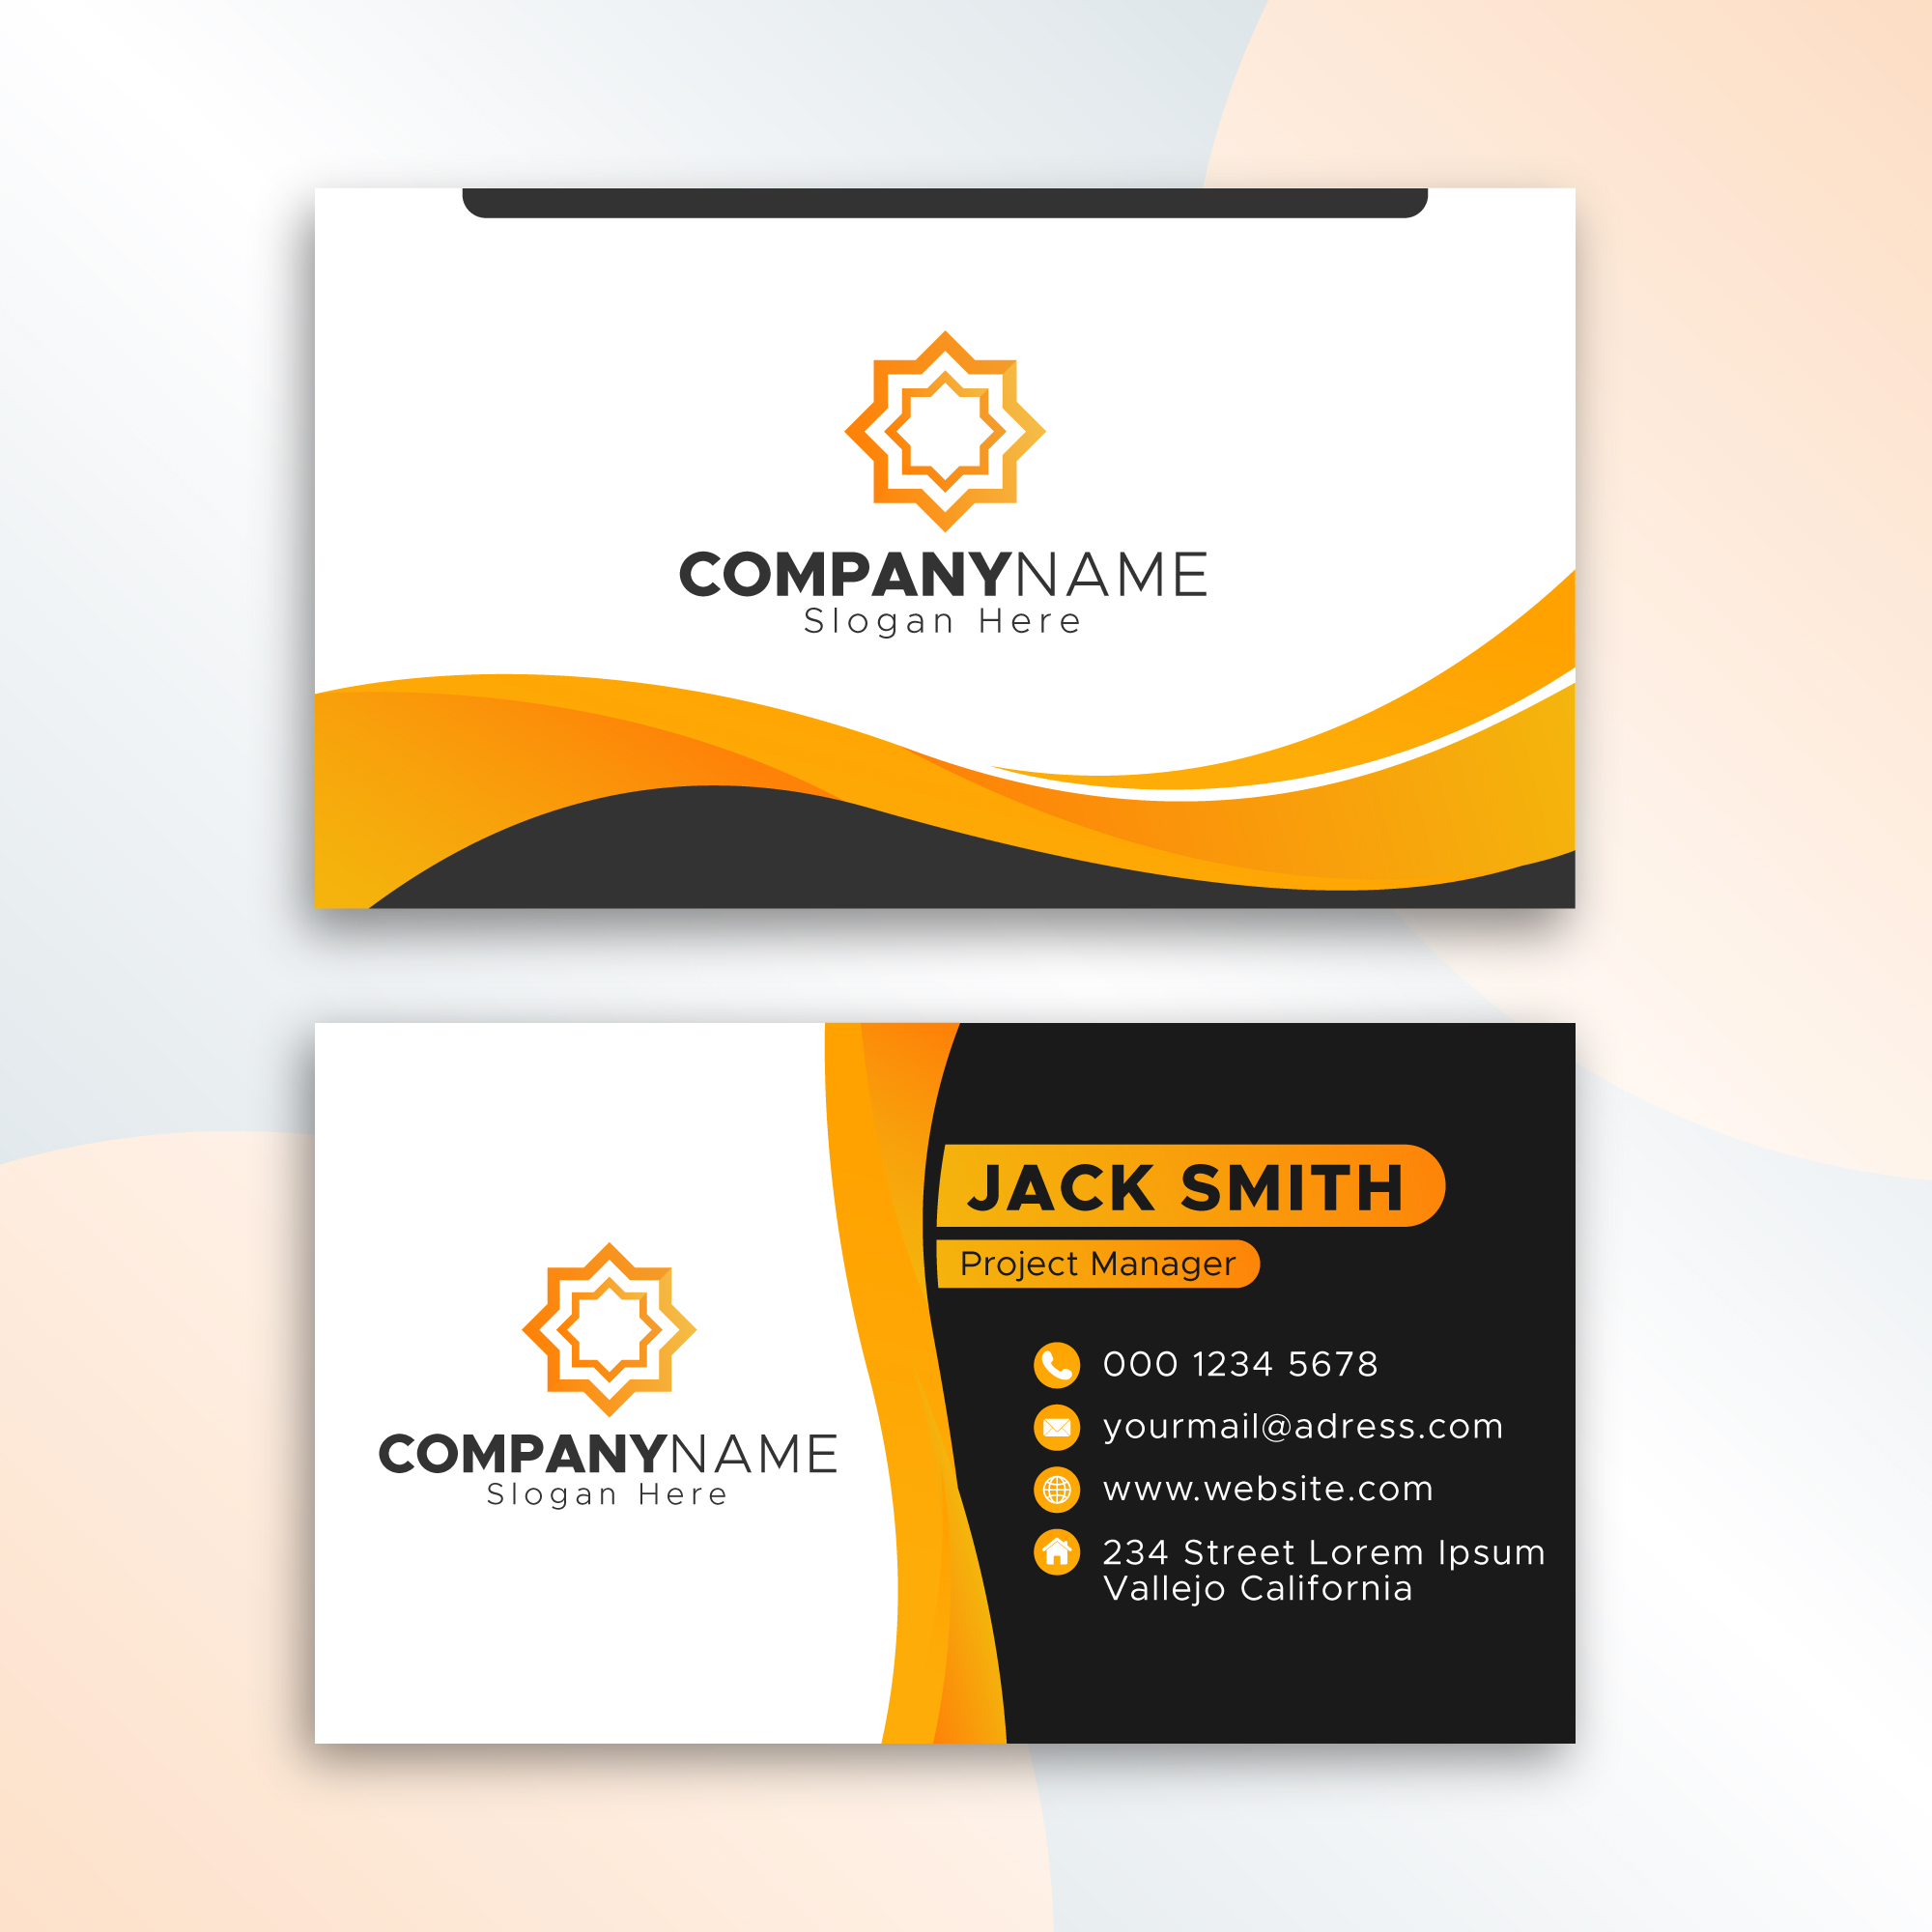 COMPANYNAME
Slogan Here
COMPANYNAME
Slogan Here
JACK SMITH
Project Manager
000 1234 5678
yourmail@adress.com
www.website.com
234 Street Lorem Ipsum
Vallejo California